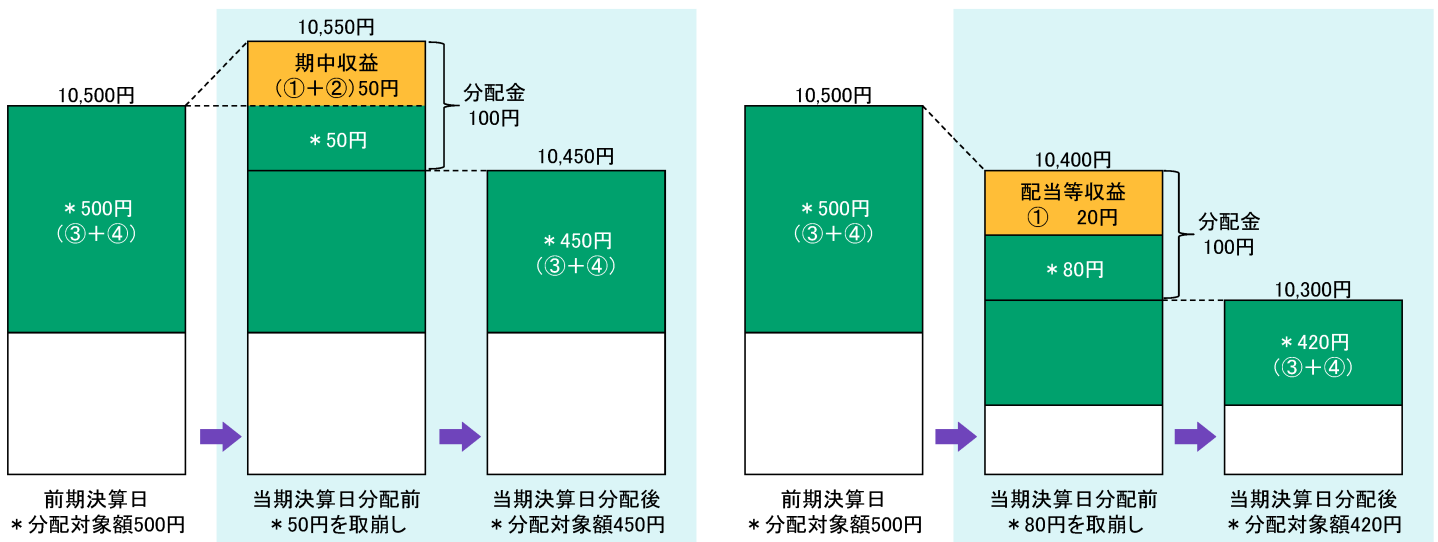 10,500円
＊500円
（③＋④）
前期決算日
＊分配対象額500円
10,550円
期中収益
（①＋②）50円
＊50円
分配金
100円
当期決算日分配前
＊50円を取崩し
10,450円
＊450円
（③＋④）
当期決算日分配後
＊分配対象額450円
10,500円
＊500円
（③＋④）
前期決算日
＊分配対象額500円
10,400円
配当等収益
①　20円
＊80円
分配金
100円
当期決算日分配前
＊80円を取崩し
10,300円
＊420円
（③＋④）
当期決算日分配後
＊分配対象額420円